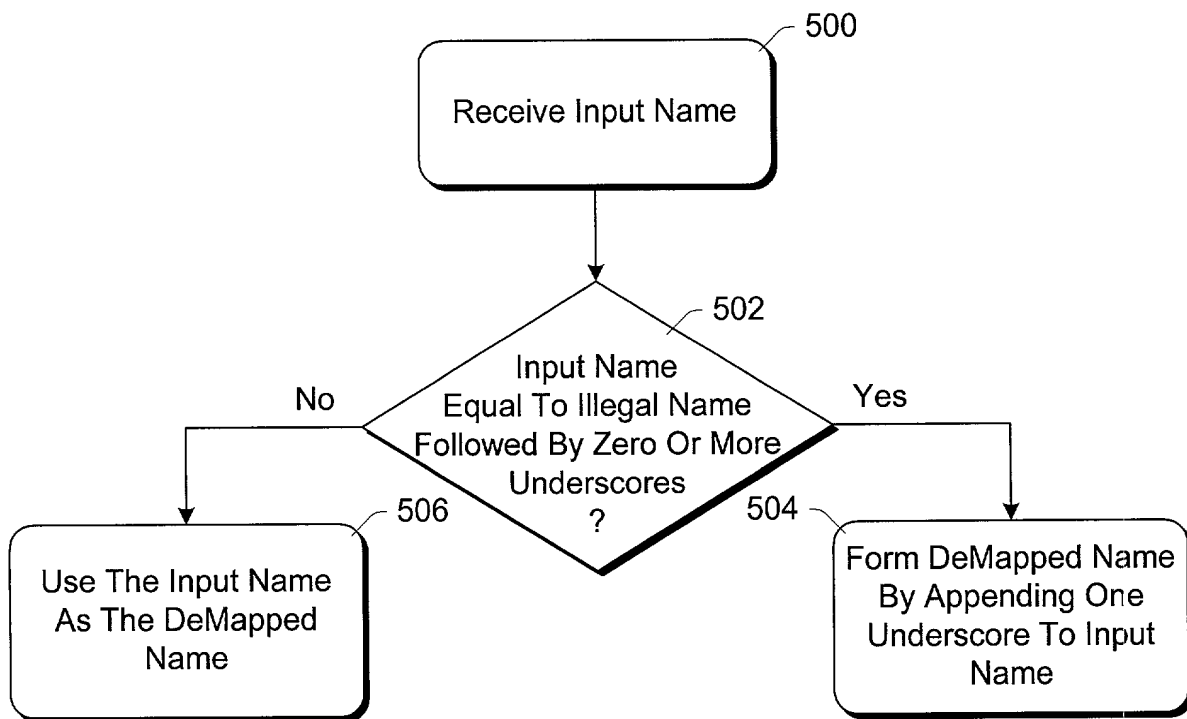 500
Receive Input Name
502
Input Name
Equal To Illegal Name
Followed By Zero Or More
Underscores
?
No
Yes
506
Use The Input Name
As The DeMapped
Name
504
Form DeMapped Name
By Appending One
Underscore To Input
Name